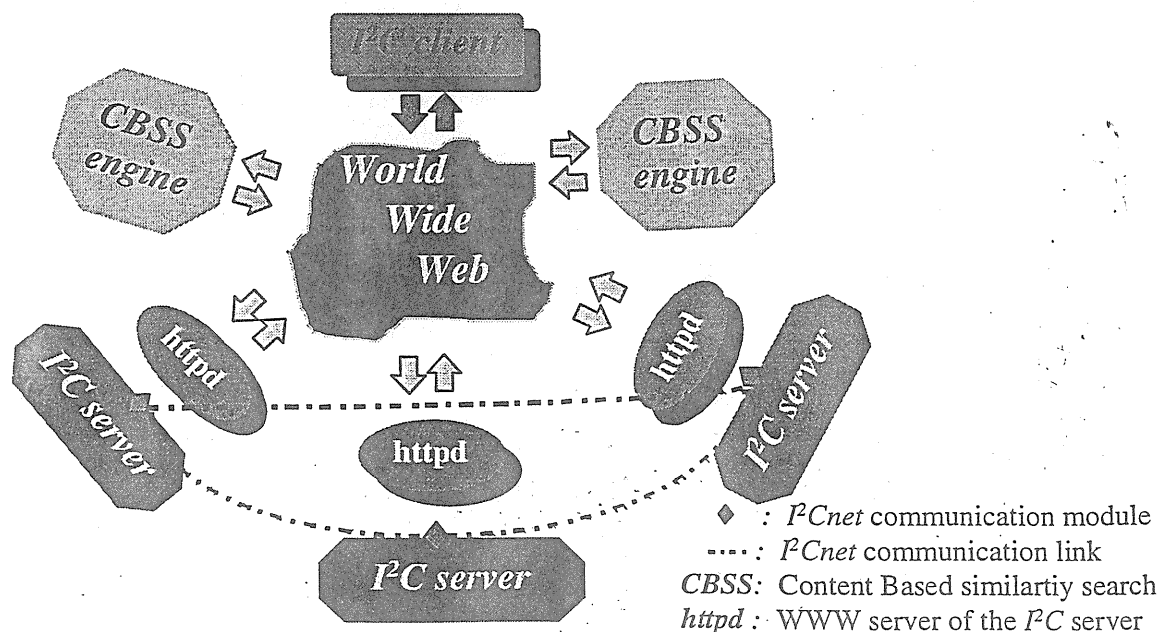 I²C client
CBSS
engine
CBSS
engine
World
Wide
Web
httpd
httpd
I²C server
I²C server
httpd
I²C server
: I²Cnet communication module
: I²Cnet communication link
CBSS: Content Based similartiy search
httpd : WWW server of the I²C server